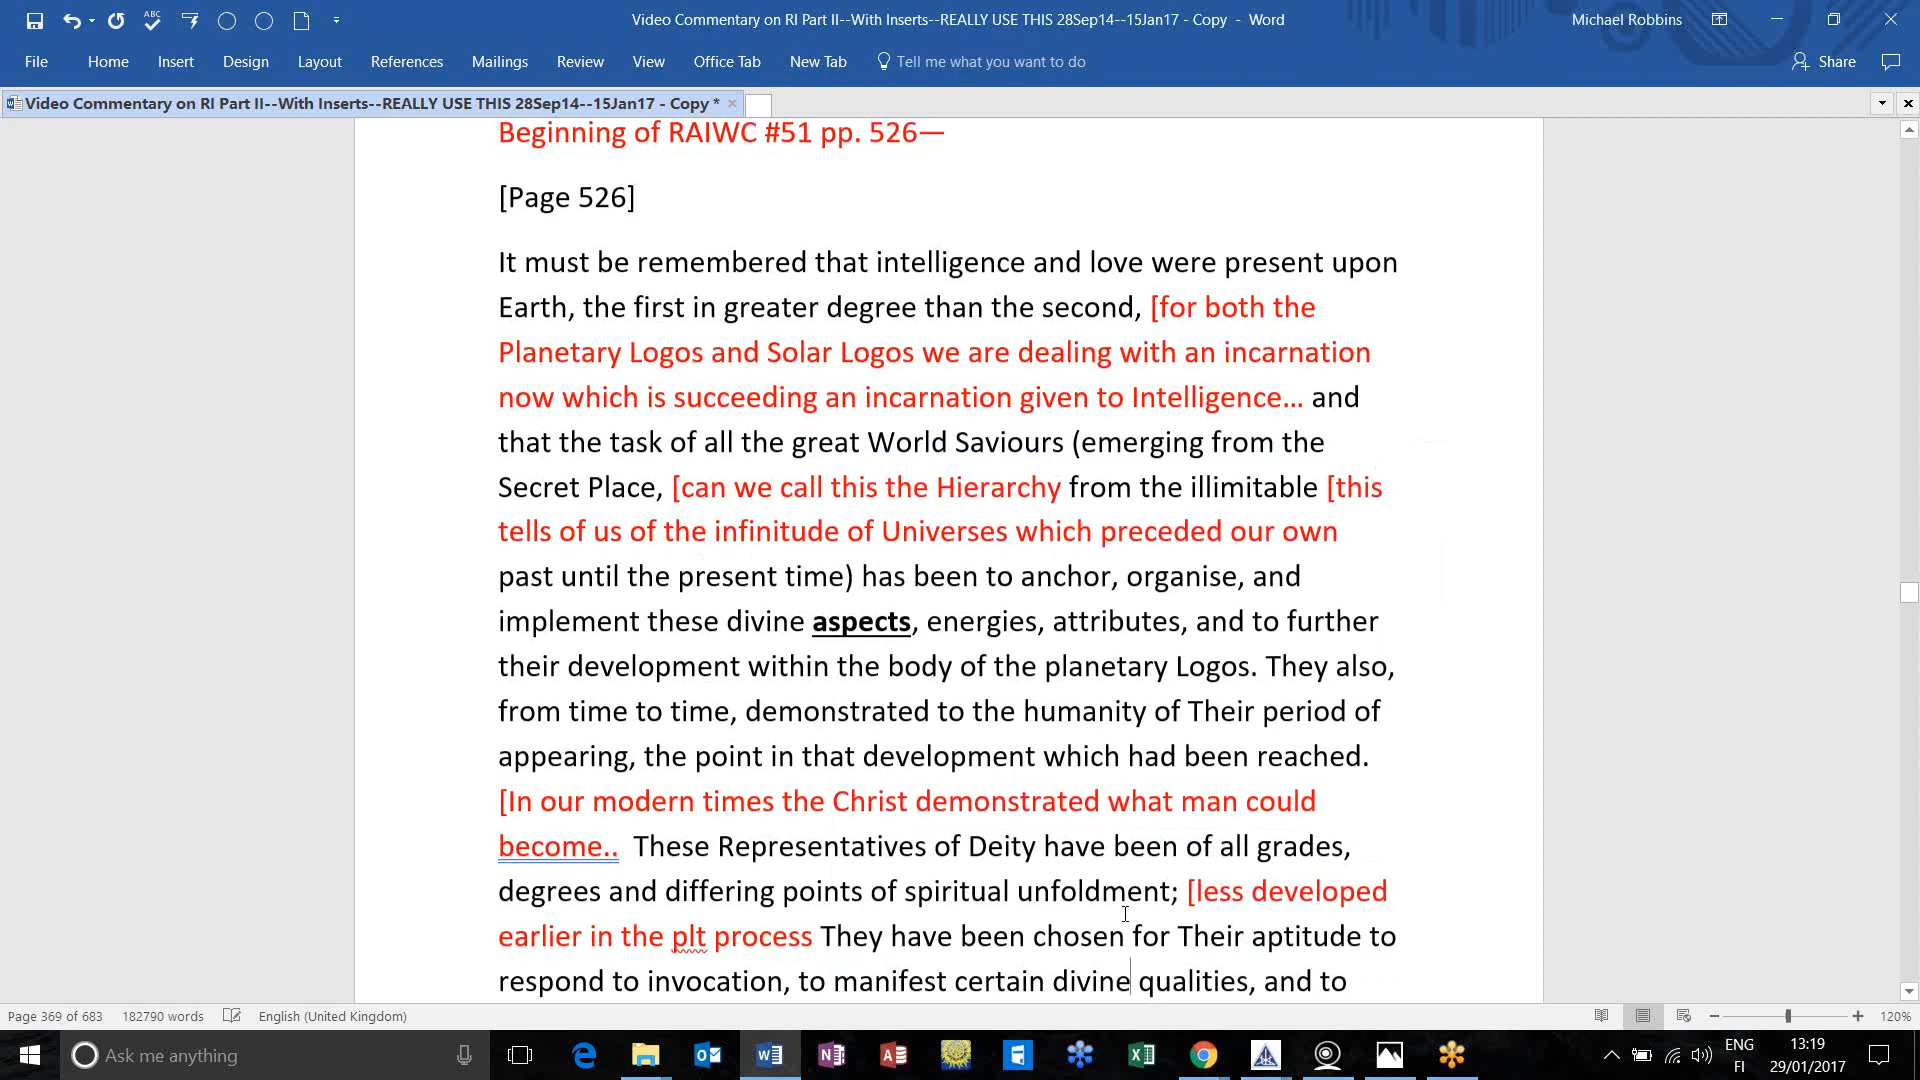 ABC
Video Commentary on RI Part II--With Inserts--REALLY USE THIS 28Sep14--15Jan17 - Copy - Word
Michael Robbins
File Home Insert Design Layout References Mailings Review View Office Tab New Tab Tell me what you want to do Share
Video Commentary on RI Part II--With Inserts--REALLY USE THIS 28Sep14--15Jan17 - Copy *
Beginning of RAIWC #51 pp. 526—
[Page 526]
It must be remembered that intelligence and love were present upon
Earth, the first in greater degree than the second, [for both the
Planetary Logos and Solar Logos we are dealing with an incarnation
now which is succeeding an incarnation given to Intelligence… and
that the task of all the great World Saviours (emerging from the
Secret Place, [can we call this the Hierarchy from the illimitable [this
tells of us of the infinitude of Universes which preceded our own
past until the present time) has been to anchor, organise, and
implement these divine aspects, energies, attributes, and to further
their development within the body of the planetary Logos. They also,
from time to time, demonstrated to the humanity of Their period of
appearing, the point in that development which had been reached.
[In our modern times the Christ demonstrated what man could
become.. These Representatives of Deity have been of all grades,
degrees and differing points of spiritual unfoldment; [less developed
earlier in the plt process They have been chosen for Their aptitude to
respond to invocation, to manifest certain divine qualities, and to
Page 369 of 683 182790 words English (United Kingdom) 120%
Ask me anything
ENG 13:19
FI 29/01/2017